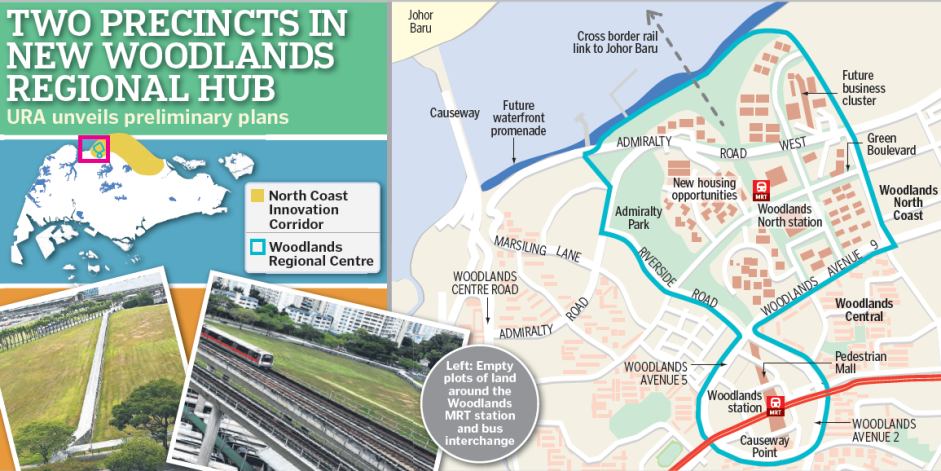 TWO PRECINCTS IN
NEW WOODLANDS
REGIONAL HUB
URA unveils preliminary plans
North Coast
Innovation
Corridor
Woodlands
Regional Centre
Left: Empty
plots of land
around the
Woodlands
MRT station
and bus
interchange
Johor
Baru
Cross border rail
link to Johor Baru
Causeway
Future
waterfront
promenade
Future
business
cluster
ADMIRALTY
ROAD
WEST
Green
Boulevard
New housing
opportunities
MRT
Woodlands
North Coast
Admiralty
Park
Woodlands
North station
MARSILING LANE
RIVERSIDE
ROAD
WOODLANDS AVENUE 9
WOODLANDS
CENTRE ROAD
ADMIRALTY
ROAD
Woodlands
Central
WOODLANDS
AVENUE 5
Pedestrian
Mall
Woodlands
station
MRT
Causeway
Point
WOODLANDS
AVENUE 2